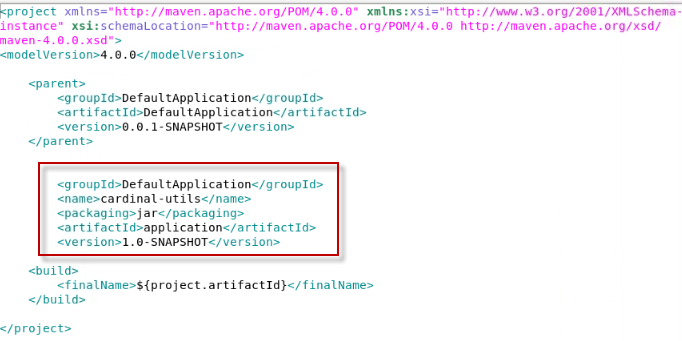 <project xmlns="http://maven.apache.org/POM/4.0.0" xmlns:xsi="http://www.w3.org/2001/XMLSchema-
instance" xsi:schemaLocation="http://maven.apache.org/POM/4.0.0 http://maven.apache.org/xsd/
maven-4.0.0.xsd">
<modelVersion>4.0.0</modelVersion>
<parent>
<groupId>DefaultApplication</groupId>
<artifactId>DefaultApplication</artifactId>
<version>0.0.1-SNAPSHOT</version>
</parent>
<groupId>DefaultApplication</groupId>
<name>cardinal-utils</name>
<packaging>jar</packaging>
<artifactId>application</artifactId>
<version>1.0-SNAPSHOT</version>
<build>
<finalName>${project.artifactId}</finalName>
</build>
</project>